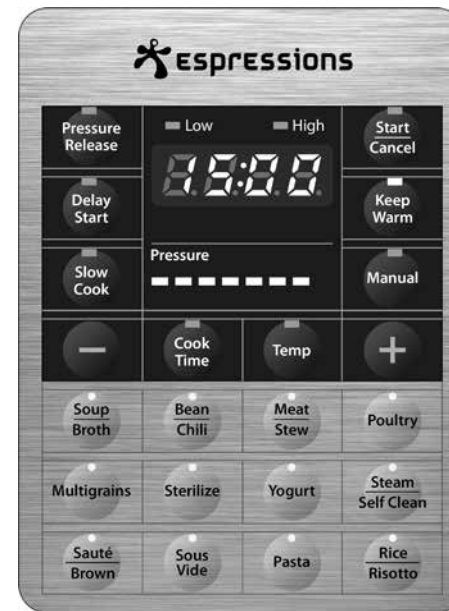 espressions
Pressure
Release
Low
High
Start
Cancel
15:00
Delay
Start
Keep
Warm
Slow
Cook
Pressure
Manual
−
Cook
Time
Temp
+
Soup
Broth
Bean
Chili
Meat
Stew
Poultry
Multigrains
Sterilize
Yogurt
Steam
Self Clean
Sauté
Brown
Sous
Vide
Pasta
Rice
Risotto